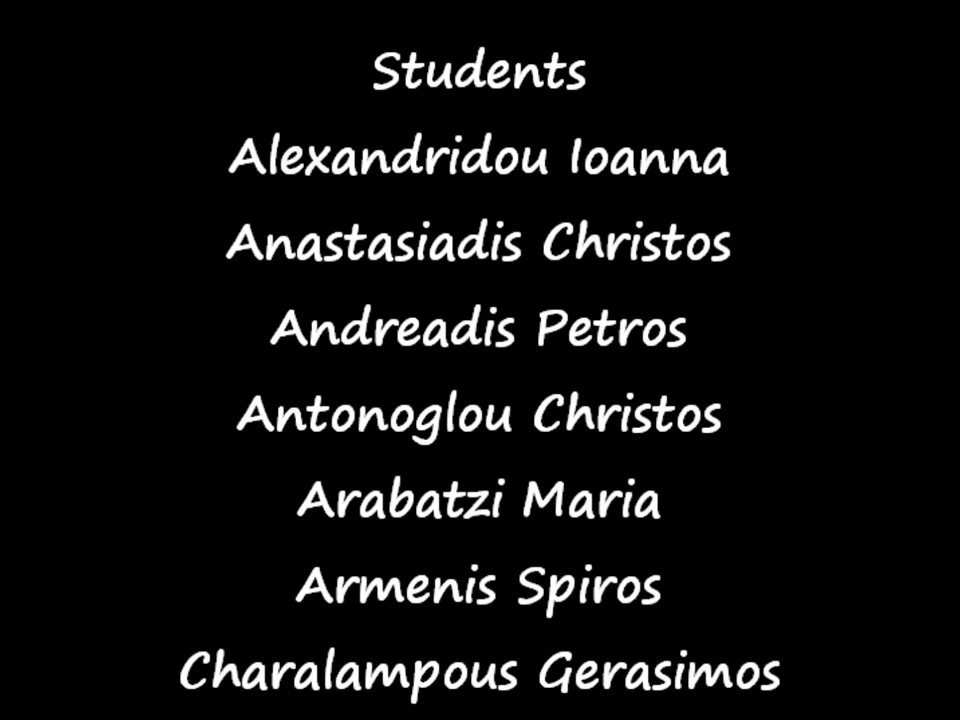 Students
Alexandridou Ioanna
Anastasiadis Christos
Andreadis Petros
Antonoglou Christos
Arabatzi Maria
Armenis Spiros
Charalampous Gerasimos